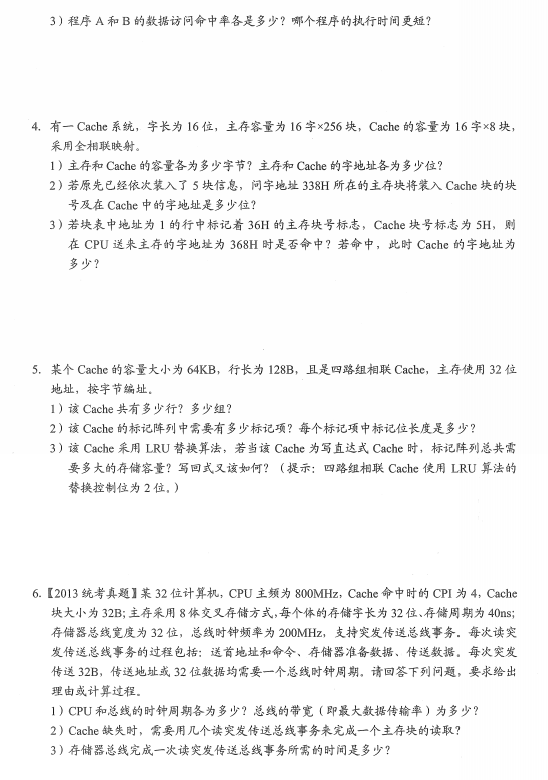 3）程序 A 和 B 的数据访问命中率各是多少？哪个程序的执行时间更短？
4. 有一 Cache 系统，字长为 16 位，主存容量为 16 字×256 块，Cache 的容量为 16 字×8 块，
采用全相联映射。
1）主存和 Cache 的容量各为多少字节？主存和 Cache 的字地址各为多少位？
2）若原先已经依次装入了 5 块信息，问字地址 338H 所在的主存块将装入 Cache 块的块
号及在 Cache 中的字地址是多少位？
3）若块表中地址为 1 的行中标记着 36H 的主存块号标志，Cache 块号标志为 5H，则
在 CPU 送来主存的字地址为 368H 时是否命中？若命中，此时 Cache 的字地址为
多少？
5. 某个 Cache 的容量大小为 64KB，行长为 128B，且是四路组相联 Cache，主存使用 32 位
地址，按字节编址。
1）该 Cache 共有多少行？多少组？
2）该 Cache 的标记阵列中需要有多少标记项？每个标记项中标记位长度是多少？
3）该 Cache 采用 LRU 替换算法，若当该 Cache 为写直达式 Cache 时，标记阵列总共需
要多大的存储容量？写回式又该如何？（提示：四路组相联 Cache 使用 LRU 算法的
替换控制位为 2 位。）
6.【2013 统考真题】某 32 位计算机，CPU 主频为 800MHz，Cache 命中时的 CPI 为 4，Cache
块大小为 32B；主存采用 8 体交叉存储方式，每个体的存储字长为 32 位、存储周期为 40ns；
存储器总线宽度为 32 位，总线时钟频率为 200MHz，支持突发传送总线事务。每次读突
发传送总线事务的过程包括：送首地址和命令、存储器准备数据、传送数据。每次突发
传送 32B，传送地址或 32 位数据均需要一个总线时钟周期。请回答下列问题，要求给出
理由或计算过程。
1）CPU 和总线的时钟周期各为多少？总线的带宽（即最大数据传输率）为多少？
2）Cache 缺失时，需要用几个读突发传送总线事务来完成一个主存块的读取？
3）存储器总线完成一次读突发传送总线事务所需的时间是多少？